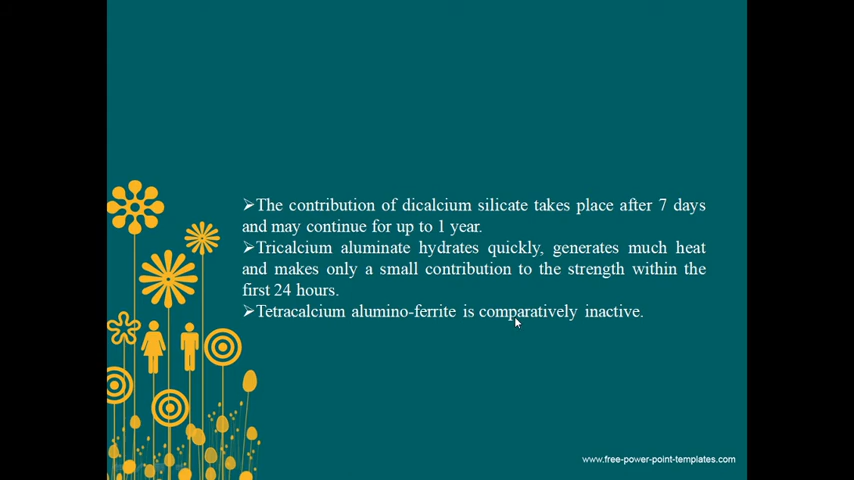 ➢The contribution of dicalcium silicate takes place after 7 days
and may continue for up to 1 year.
➢Tricalcium aluminate hydrates quickly, generates much heat
and makes only a small contribution to the strength within the
first 24 hours.
➢Tetracalcium alumino-ferrite is comparatively inactive.
www.free-power-point-templates.com